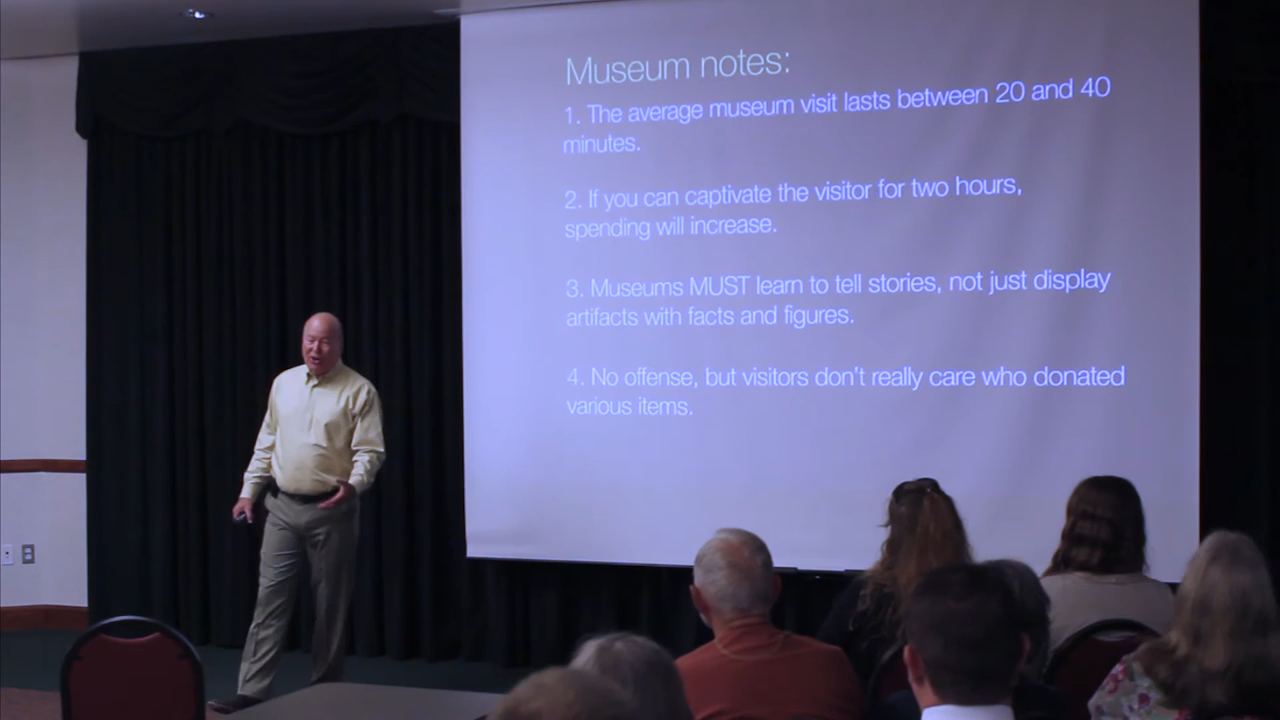 Museum notes:
1. The average museum visit lasts between 20 and 40
minutes.
2. If you can captivate the visitor for two hours,
spending will increase.
3. Museums MUST learn to tell stories, not just display
artifacts with facts and figures.
4. No offense, but visitors don't really care who donated
various items.